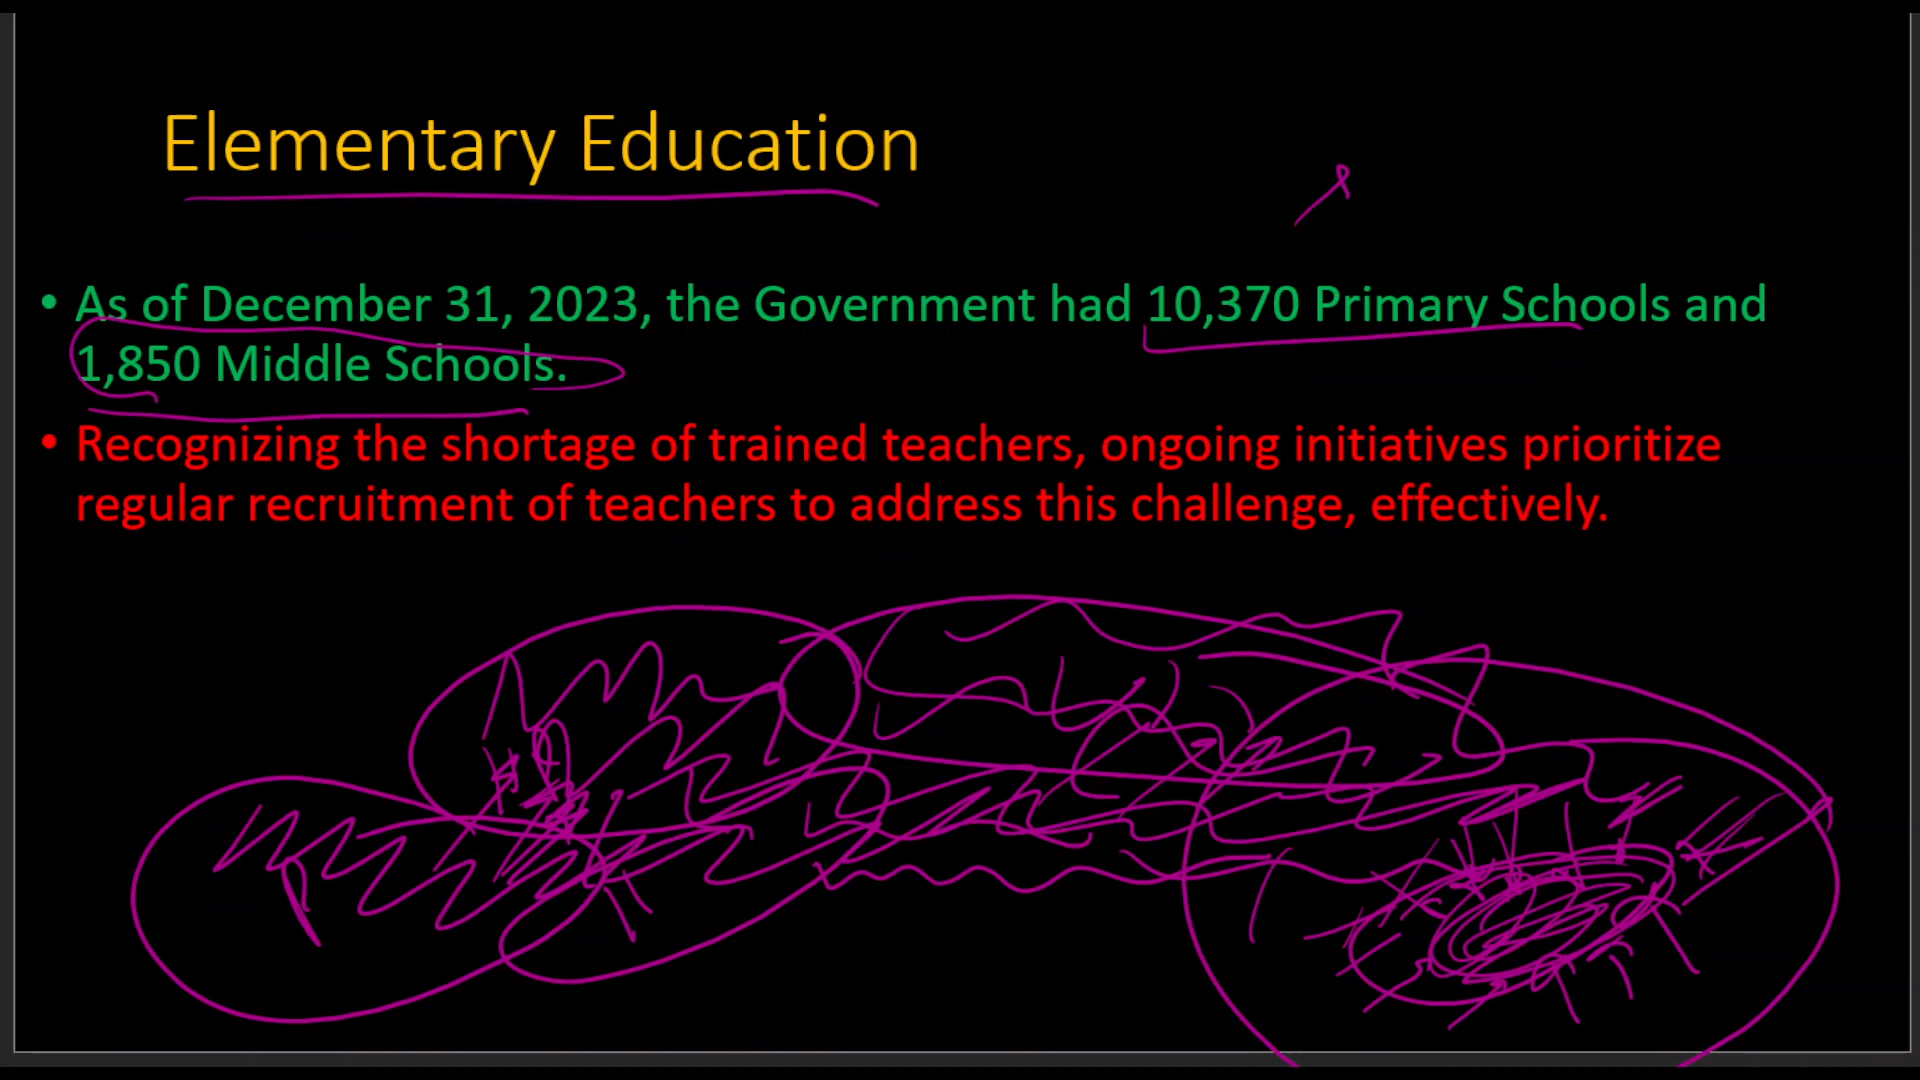 Elementary Education
• As of December 31, 2023, the Government had 10,370 Primary Schools and
1,850 Middle Schools.
• Recognizing the shortage of trained teachers, ongoing initiatives prioritize
regular recruitment of teachers to address this challenge, effectively.